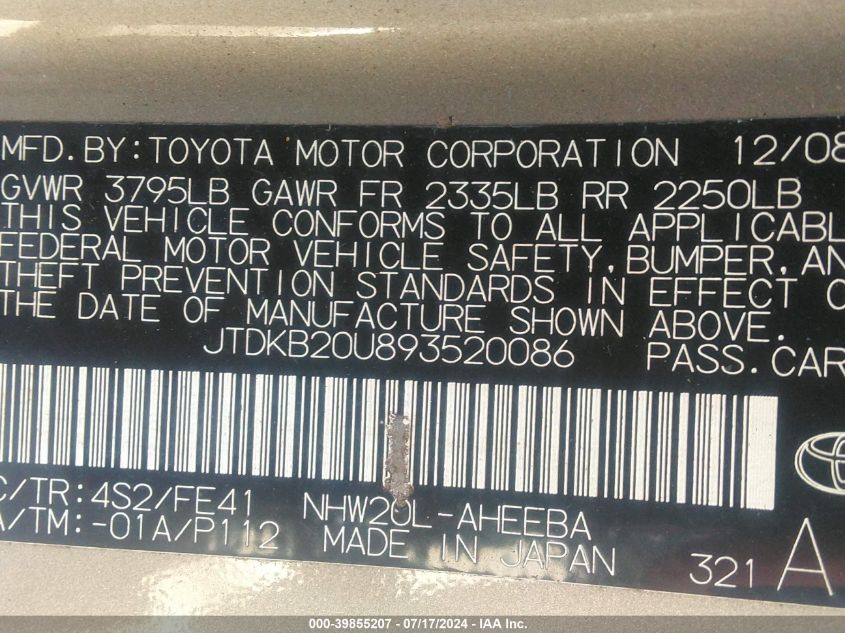 MFD. BY: TOYOTA MOTOR CORPORATION 12/08
GVWR 3795LB GAWR FR 2335LB RR 2250LB
THIS VEHICLE CONFORMS TO ALL APPLICABL
FEDERAL MOTOR VEHICLE SAFETY, BUMPER, AN
THEFT PREVENTION STANDARDS IN EFFECT O
THE DATE OF MANUFACTURE SHOWN ABOVE.
JTDKB20U893520086 PASS. CAR
C/TR: 4S2/FE41 NHW20L-AHEEBA
A/TM: -01A/P112 MADE IN JAPAN 321 A
000-39855207 / 07/17/2024 - IAA Inc.